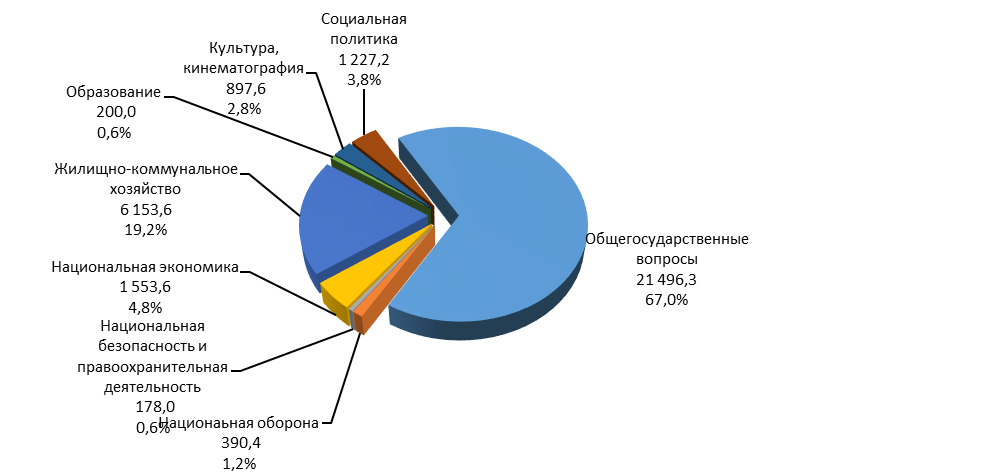 Социальная
политика
1 227,2
3,8%
Культура,
кинематография
897,6
2,8%
Образование
200,0
0,6%
Жилищно-коммунальное
хозяйство
6 153,6
19,2%
Национальная экономика
1 553,6
4,8%
Национальная
безопасность и
правоохранительная
деятельность
178,0
0,6%
Национаьная оборона
390,4
1,2%
Общегосударственные
вопросы
21 496,3
67,0%